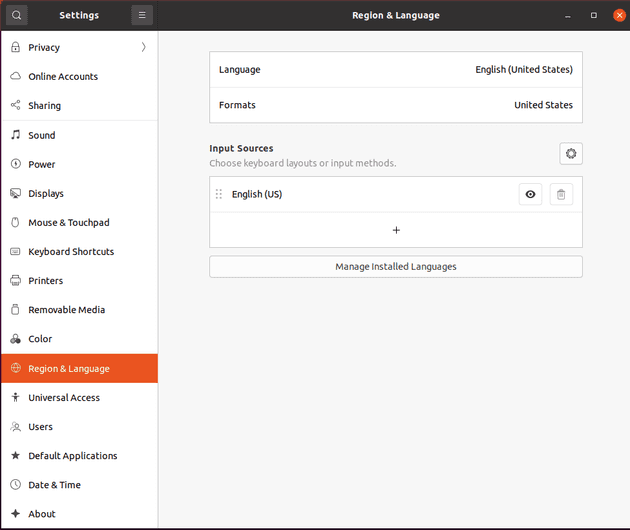 Settings
Region & Language
Privacy
Online Accounts
Sharing
Sound
Power
Displays
Mouse & Touchpad
Keyboard Shortcuts
Printers
Removable Media
Color
Region & Language
Universal Access
Users
Default Applications
Date & Time
About
Language English (United States)
Formats United States
Input Sources
Choose keyboard layouts or input methods.
English (US)
+
Manage Installed Languages